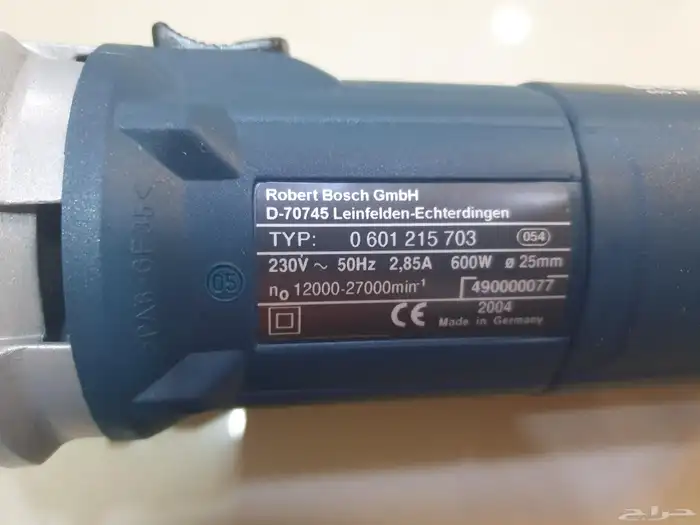 Robert Bosch GmbH
D-70745 Leinfelden-Echterdingen
TYP: 0 601 215 703 054
230V ~ 50Hz 2,85A 600W ø 25mm
n₀ 12000-27000min⁻¹ 490000077
CE 2004
Made in Germany
05
حراج